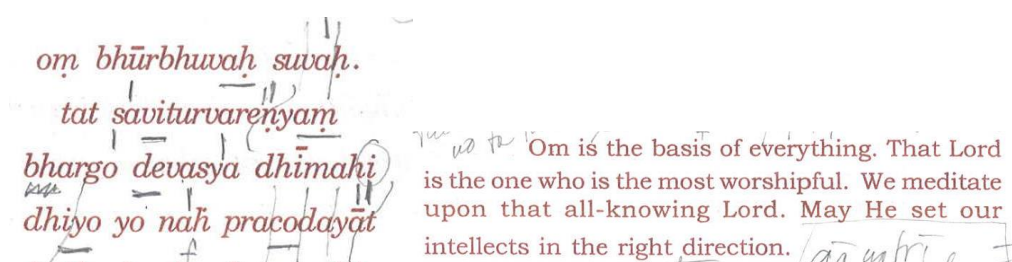 oṃ bhūrbhuvaḥ suvaḥ.
tat saviturvareṇyaṃ
bhargo devasya dhīmahi
dhiyo yo naḥ pracodayāt
Om is the basis of everything. That Lord
is the one who is the most worshipful. We meditate
upon that all-knowing Lord. May He set our
intellects in the right direction.